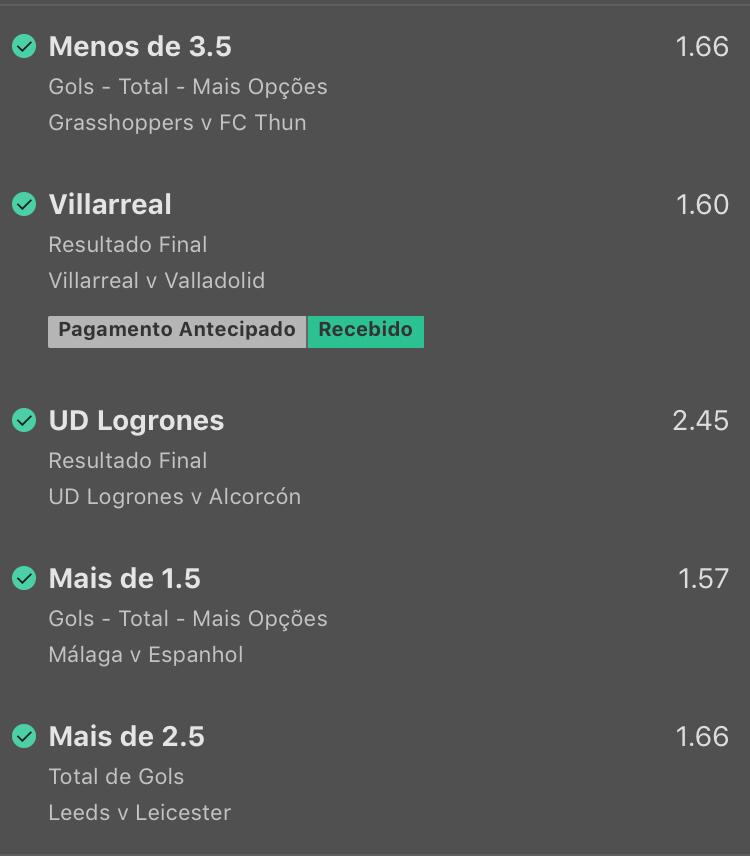 Menos de 3.5 1.66
Gols - Total - Mais Opções
Grasshoppers v FC Thun
Villarreal 1.60
Resultado Final
Villarreal v Valladolid
Pagamento Antecipado Recebido
UD Logrones 2.45
Resultado Final
UD Logrones v Alcorcón
Mais de 1.5 1.57
Gols - Total - Mais Opções
Málaga v Espanhol
Mais de 2.5 1.66
Total de Gols
Leeds v Leicester